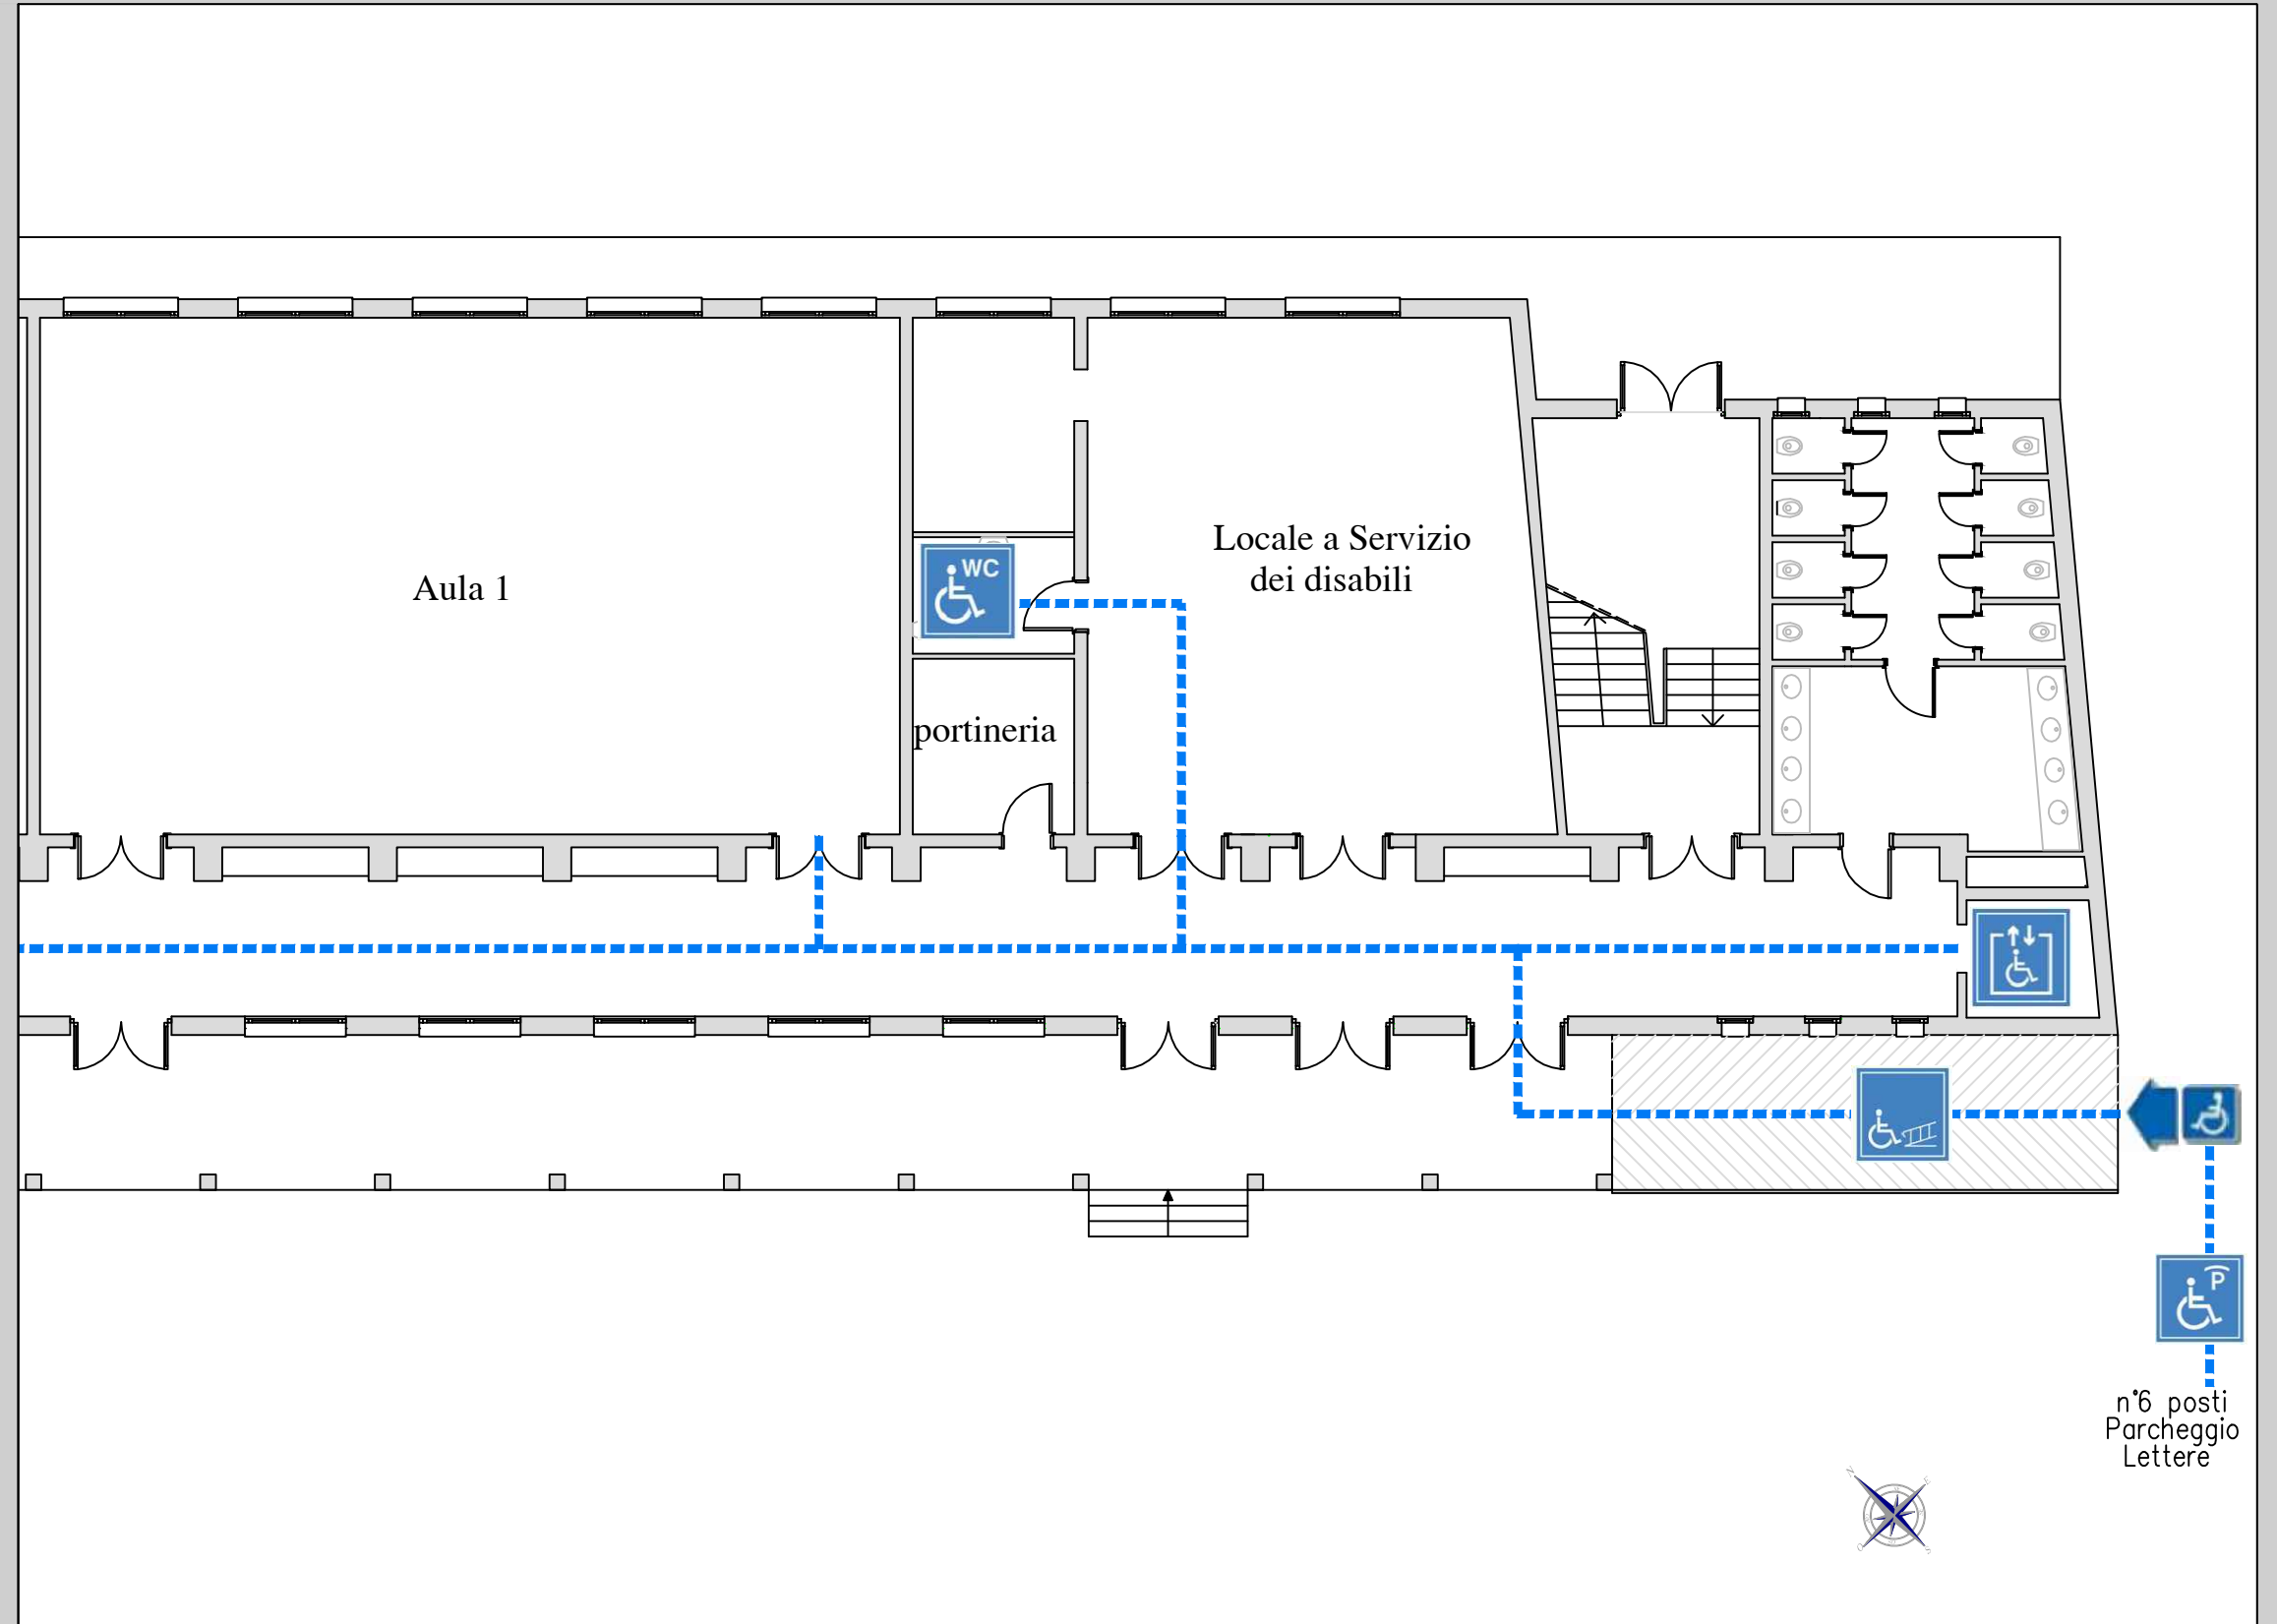 Locale a Servizio
dei disabili
WC
Aula 1
portineria
P
n°6 posti
Parcheggio
Lettere
N
E
O
S